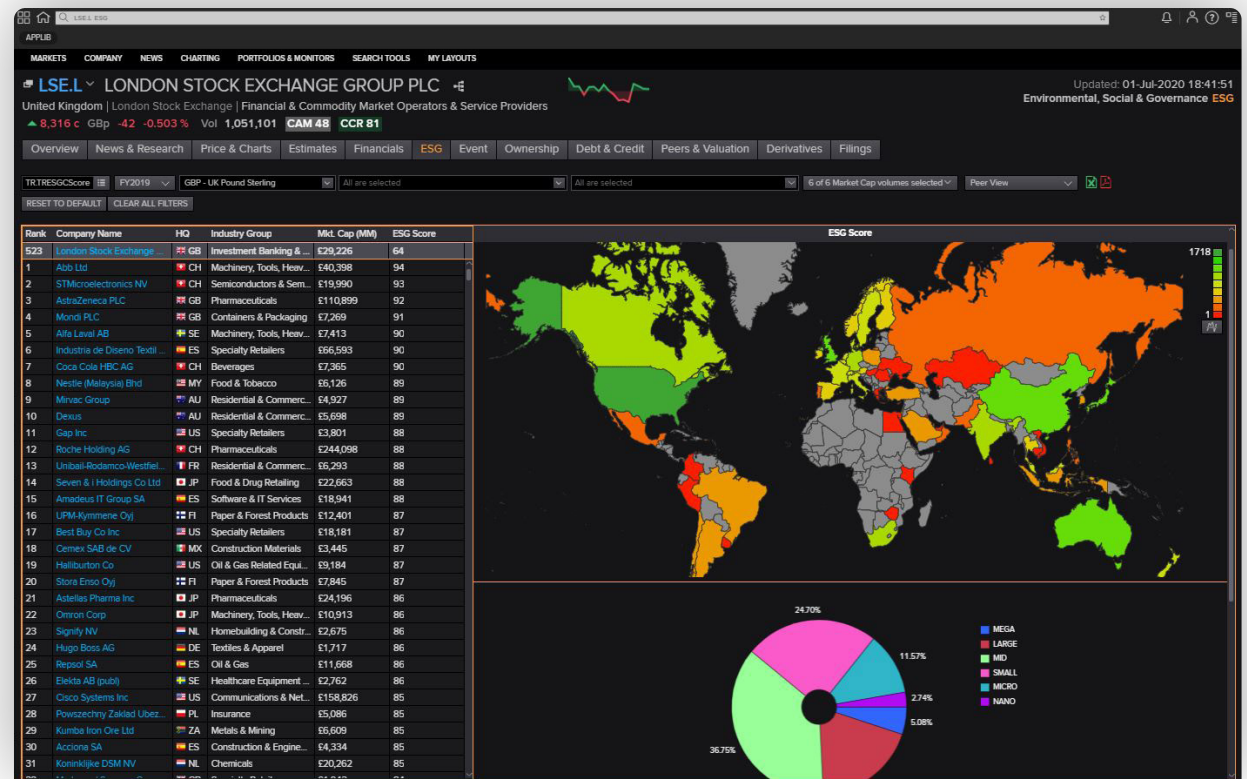 LSE.L ESG
APPLIB
MARKETS COMPANY NEWS CHARTING PORTFOLIOS & MONITORS SEARCH TOOLS MY LAYOUTS
LSE.L LONDON STOCK EXCHANGE GROUP PLC
Updated: 01-Jul-2020 18:41:51
United Kingdom | London Stock Exchange | Financial & Commodity Market Operators & Service Providers
Environmental, Social & Governance ESG
8,316 c GBp -42 -0.503 % Vol 1,051,101 CAM 48 CCR 81
Overview News & Research Price & Charts Estimates Financials ESG Event Ownership Debt & Credit Peers & Valuation Derivatives Filings
TR.TRESGCScore FY2019 GBP - UK Pound Sterling All are selected All are selected 6 of 6 Market Cap volumes selected Peer View
RESET TO DEFAULT CLEAR ALL FILTERS
Rank Company Name HQ Industry Group Mkt. Cap (MM) ESG Score
523 London Stock Exchange ... GB Investment Banking & ... £29,226 64
1 Abb Ltd CH Machinery, Tools, Heav... £40,398 94
2 STMicroelectronics NV CH Semiconductors & Sem... £19,990 93
3 AstraZeneca PLC GB Pharmaceuticals £110,899 92
4 Mondi PLC GB Containers & Packaging £7,269 91
5 Alfa Laval AB SE Machinery, Tools, Heav... £7,413 90
6 Industria de Diseno Textil ... ES Specialty Retailers £66,593 90
7 Coca Cola HBC AG CH Beverages £7,365 90
8 Nestle (Malaysia) Bhd MY Food & Tobacco £6,126 89
9 Mirvac Group AU Residential & Commerc... £4,927 89
10 Dexus AU Residential & Commerc... £5,698 89
11 Gap Inc US Specialty Retailers £3,801 88
12 Roche Holding AG CH Pharmaceuticals £244,098 88
13 Unibail-Rodamco-Westfiel... FR Residential & Commerc... £6,293 88
14 Seven & i Holdings Co Ltd JP Food & Drug Retailing £22,663 88
15 Amadeus IT Group SA ES Software & IT Services £18,941 88
16 UPM-Kymmene Oyj FI Paper & Forest Products £12,401 87
17 Best Buy Co Inc US Specialty Retailers £18,181 87
18 Cemex SAB de CV MX Construction Materials £3,445 87
19 Halliburton Co US Oil & Gas Related Equi... £9,184 87
20 Stora Enso Oyj FI Paper & Forest Products £7,845 87
21 Astellas Pharma Inc JP Pharmaceuticals £24,196 86
22 Omron Corp JP Machinery, Tools, Heav... £10,913 86
23 Signify NV NL Homebuilding & Constr... £2,675 86
24 Hugo Boss AG DE Textiles & Apparel £1,717 86
25 Repsol SA ES Oil & Gas £11,668 86
26 Elekta AB (publ) SE Healthcare Equipment ... £2,762 86
27 Cisco Systems Inc US Communications & Net... £158,826 85
28 Powszechny Zaklad Ubez... PL Insurance £5,086 85
29 Kumba Iron Ore Ltd ZA Metals & Mining £6,609 85
30 Acciona SA ES Construction & Engine... £4,334 85
31 Koninklijke DSM NV NL Chemicals £20,262 85
ESG Score
1718
1
24.70%
11.57%
2.74%
5.08%
36.75%
MEGA
LARGE
MID
SMALL
MICRO
NANO